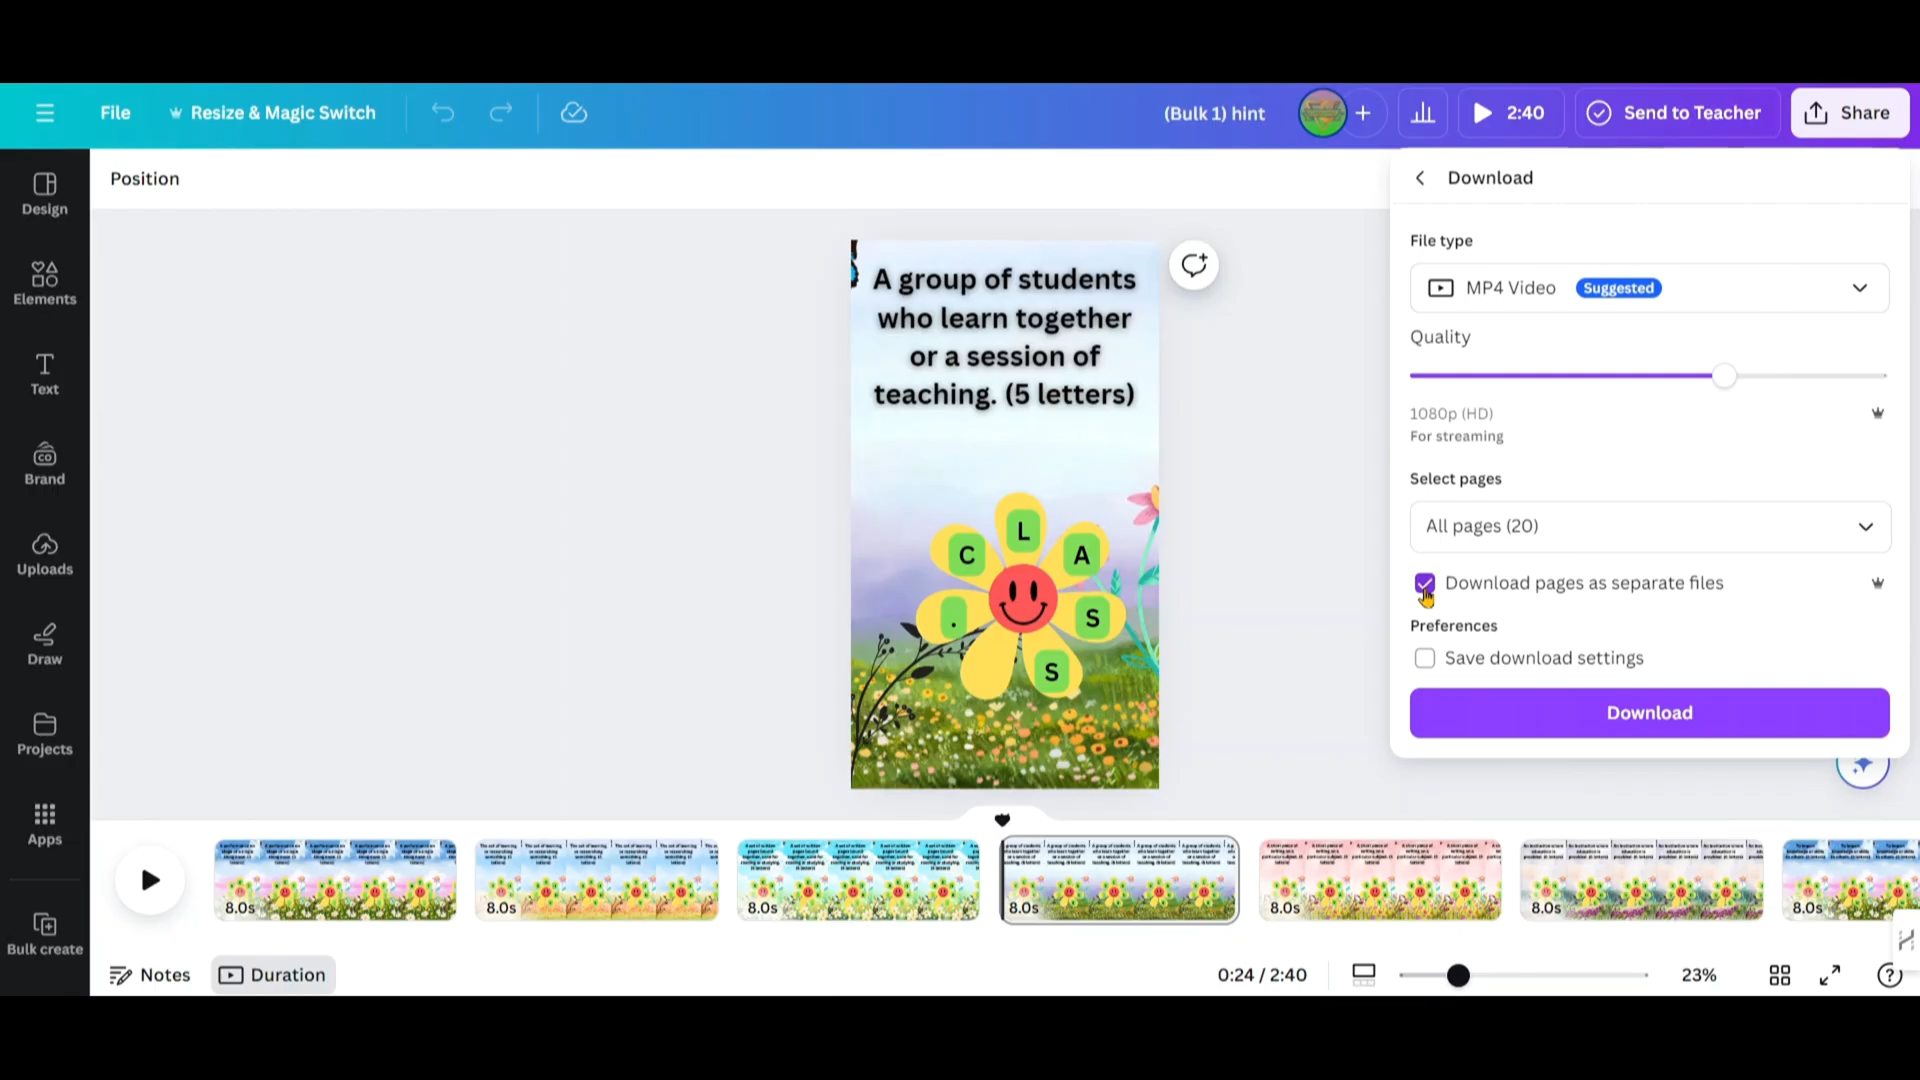 File
Resize & Magic Switch
(Bulk 1) hint
2:40
Send to Teacher
Share
Design
Elements
Text
Brand
Uploads
Draw
Projects
Apps
Bulk create
Position
A group of students
who learn together
or a session of
teaching. (5 letters)
C
L
A
S
S
.
Download
File type
MP4 Video
Suggested
Quality
1080p (HD)
For streaming
Select pages
All pages (20)
Download pages as separate files
Preferences
Save download settings
Download
8.0s
8.0s
8.0s
8.0s
8.0s
8.0s
8.0s
Notes
Duration
0:24 / 2:40
23%